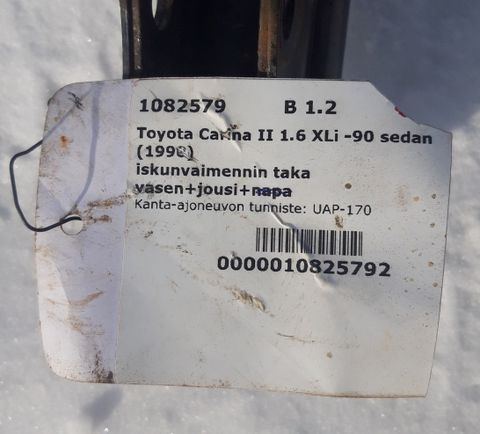 1082579 B 1.2
Toyota Carina II 1.6 XLi -90 sedan
(1990)
iskunvaimennin taka
vasen+jousi+napa
Kanta-ajoneuvon tunniste: UAP-170
0000010825792